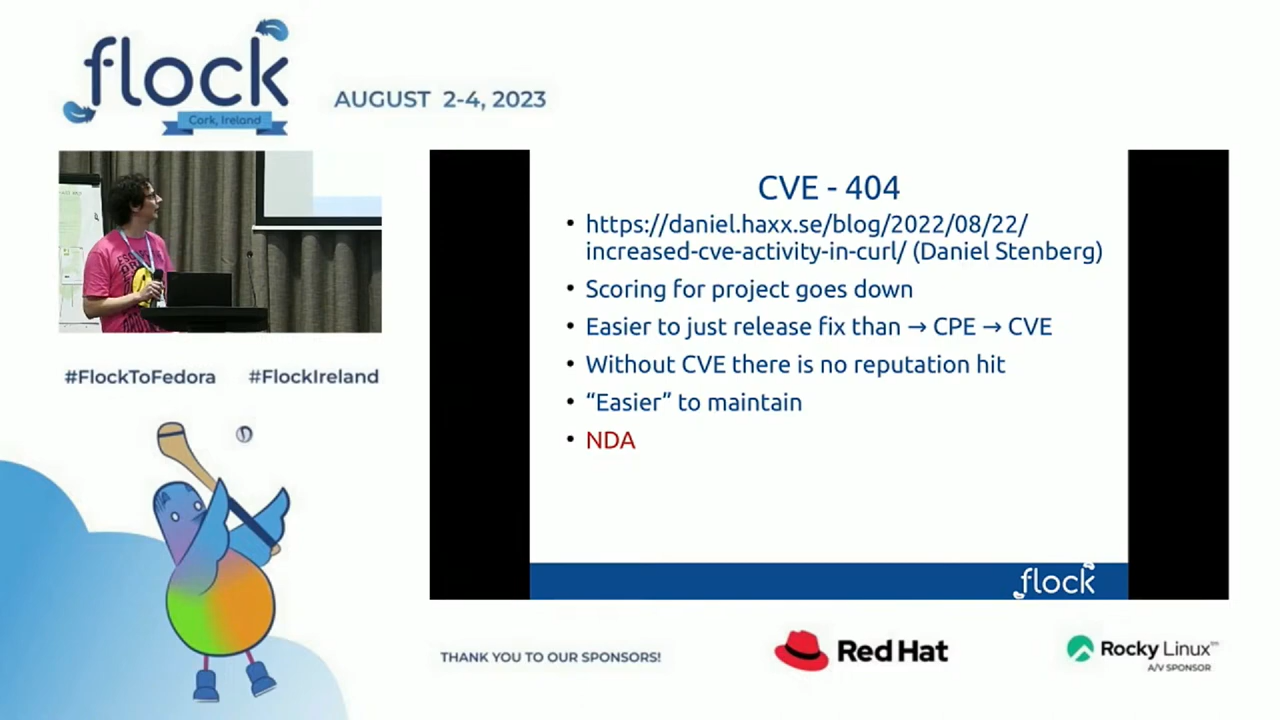 flock
Cork, Ireland
AUGUST 2-4, 2023
#FlockToFedora #FlockIreland
CVE - 404
• https://daniel.haxx.se/blog/2022/08/22/
increased-cve-activity-in-curl/ (Daniel Stenberg)
• Scoring for project goes down
• Easier to just release fix than → CPE → CVE
• Without CVE there is no reputation hit
• “Easier” to maintain
• NDA
flock
THANK YOU TO OUR SPONSORS!
Red Hat
Rocky Linux™
A/V SPONSOR